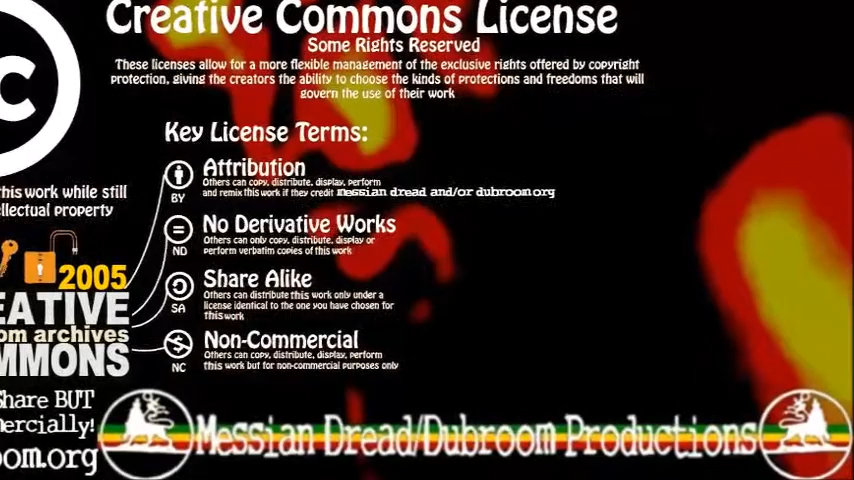 Creative Commons License
Some Rights Reserved
These licenses allow for a more flexible management of the exclusive rights offered by copyright
protection, giving the creators the ability to choose the kinds of protections and freedoms that will
govern the use of their work
Key License Terms:
Attribution
Others can copy, distribute, display, perform
and remix this work if they credit messian dread and/or dubroom.org
BY
this work while still
ellectual property
No Derivative Works
Others can only copy, distribute, display or
perform verbatim copies of this work
ND
2005
EATIVE
om archives
MMONS
Share Alike
Others can distribute this work only under a
license identical to the one you have chosen for
this work
SA
Non-Commercial
Others can copy, distribute, display, perform
this work but for non-commercial purposes only
NC
Share BUT
ercially!
om.org
Messian Dread/Dubroom Productions